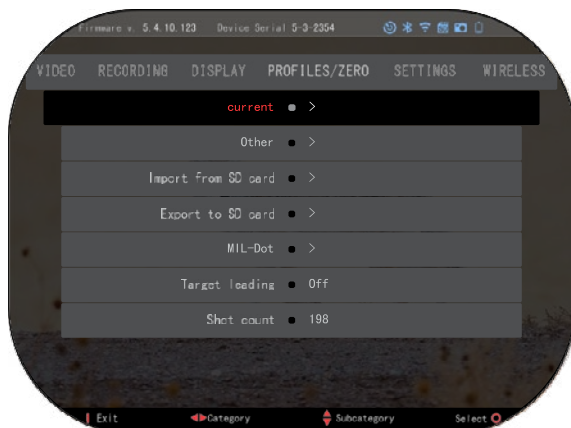 Firmware v. 5.4.10.123 Device Serial 5-3-2354
VIDEO RECORDING DISPLAY PROFILES/ZERO SETTINGS WIRELESS
current >
Other >
Import from SD card >
Export to SD card >
MIL-Dot >
Target leading Off
Shot count 198
Exit Category Subcategory Select